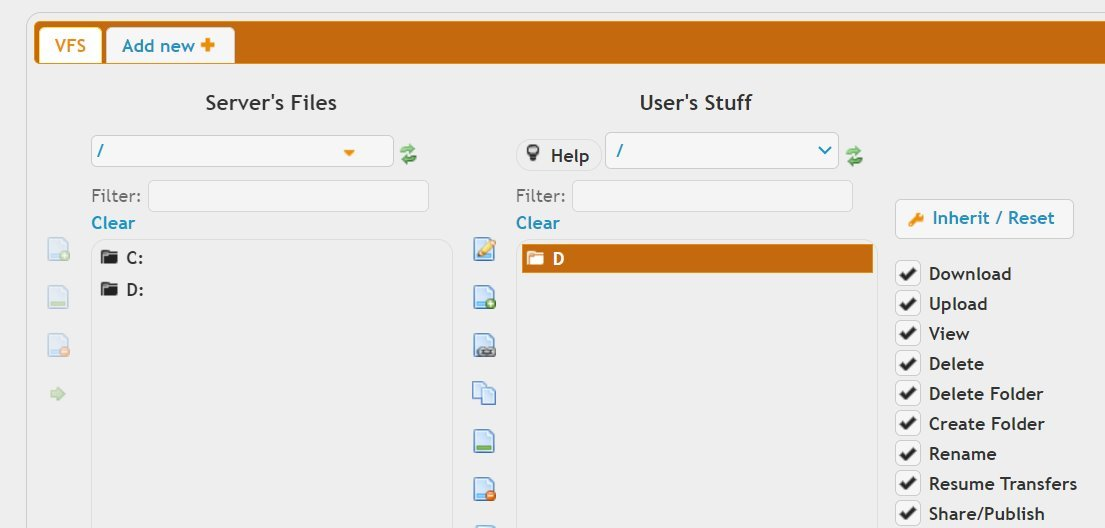 VFS
Add new
Server's Files
/
Filter:
Clear
C:
D:
User's Stuff
Help
/
Filter:
Clear
D
Inherit / Reset
Download
Upload
View
Delete
Delete Folder
Create Folder
Rename
Resume Transfers
Share/Publish